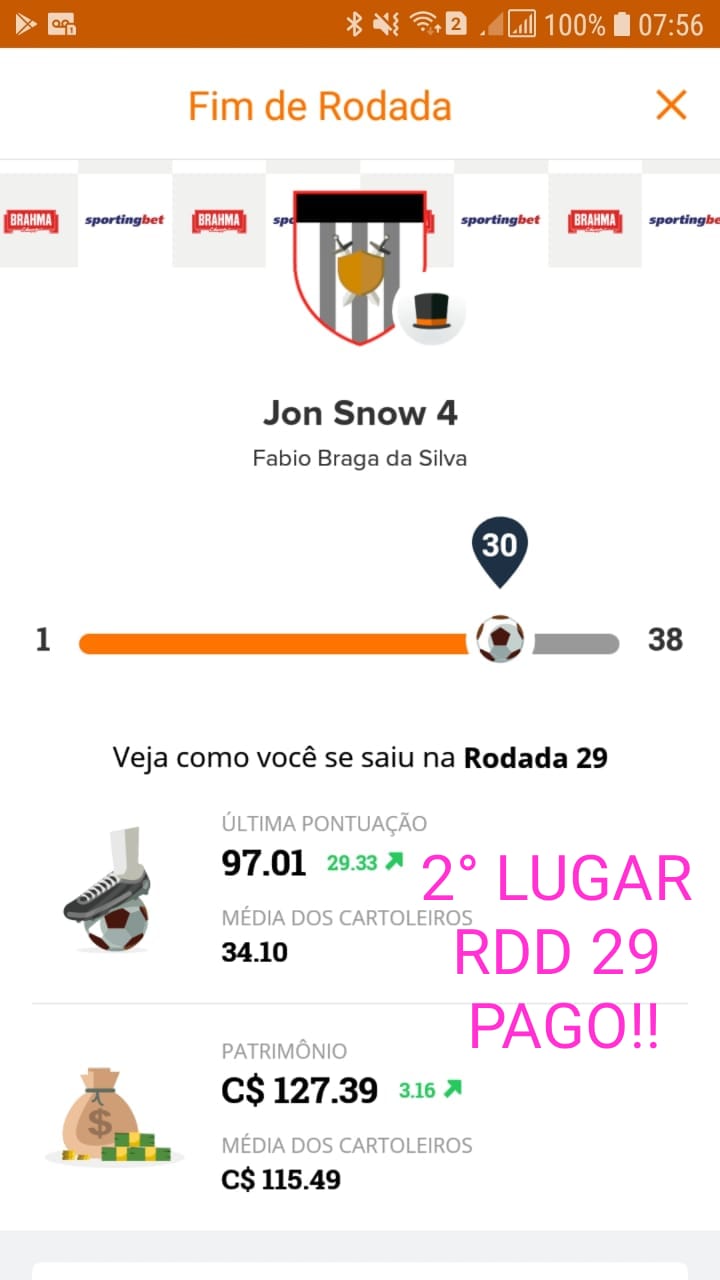 2 100% 07:56
Fim de Rodada
BRAHMA sportingbet BRAHMA spo sportingbet BRAHMA sportingbe
Jon Snow 4
Fabio Braga da Silva
30
1 38
Veja como você se saiu na Rodada 29
ÚLTIMA PONTUAÇÃO
97.01 29.33
MÉDIA DOS CARTOLEIROS
34.10
2° LUGAR
RDD 29
PAGO!!
PATRIMÔNIO
C$ 127.39 3.16
MÉDIA DOS CARTOLEIROS
C$ 115.49